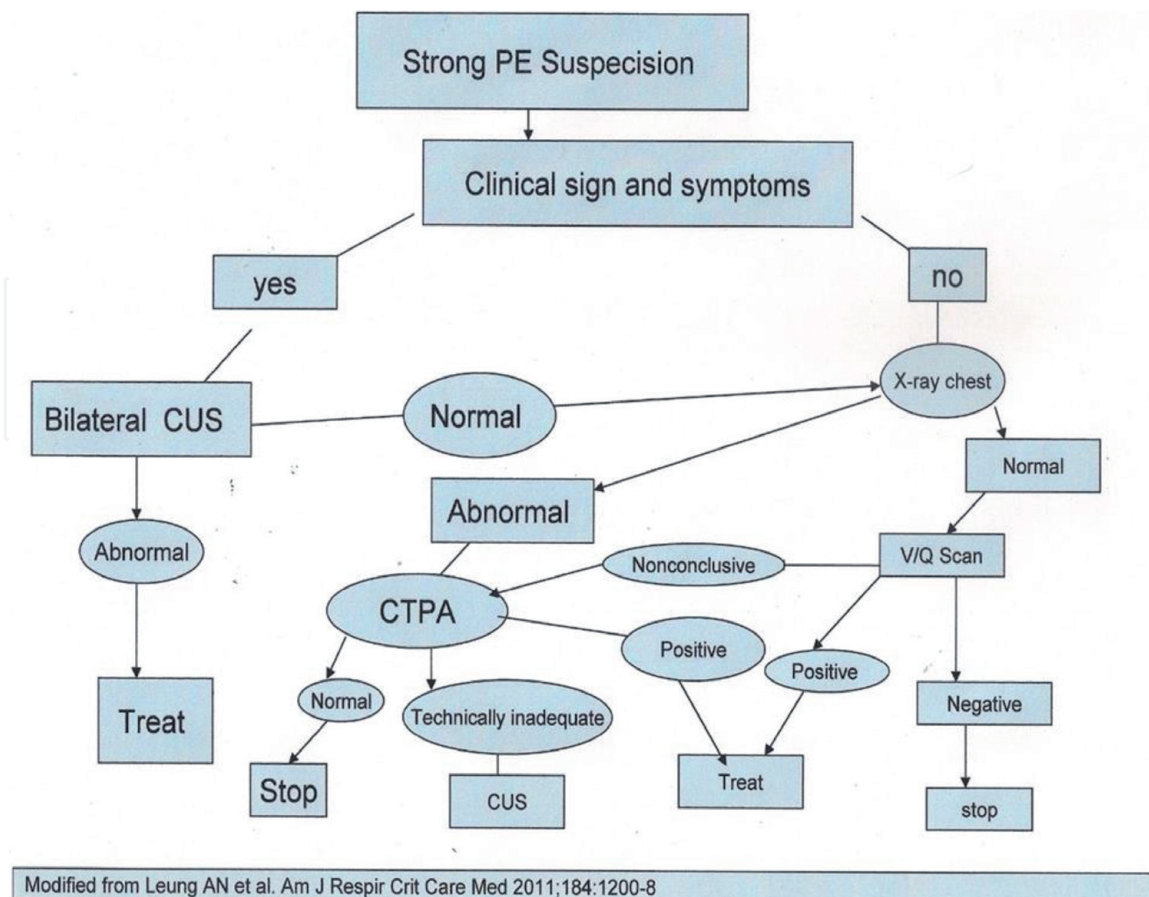 Strong PE Suspecision
Clinical sign and symptoms
yes
no
X-ray chest
Bilateral CUS
Normal
Normal
Abnormal
Abnormal
Nonconclusive
V/Q Scan
CTPA
Positive
Positive
Normal
Technically inadequate
Negative
Treat
Stop
CUS
Treat
stop
Modified from Leung AN et al. Am J Respir Crit Care Med 2011;184:1200-8